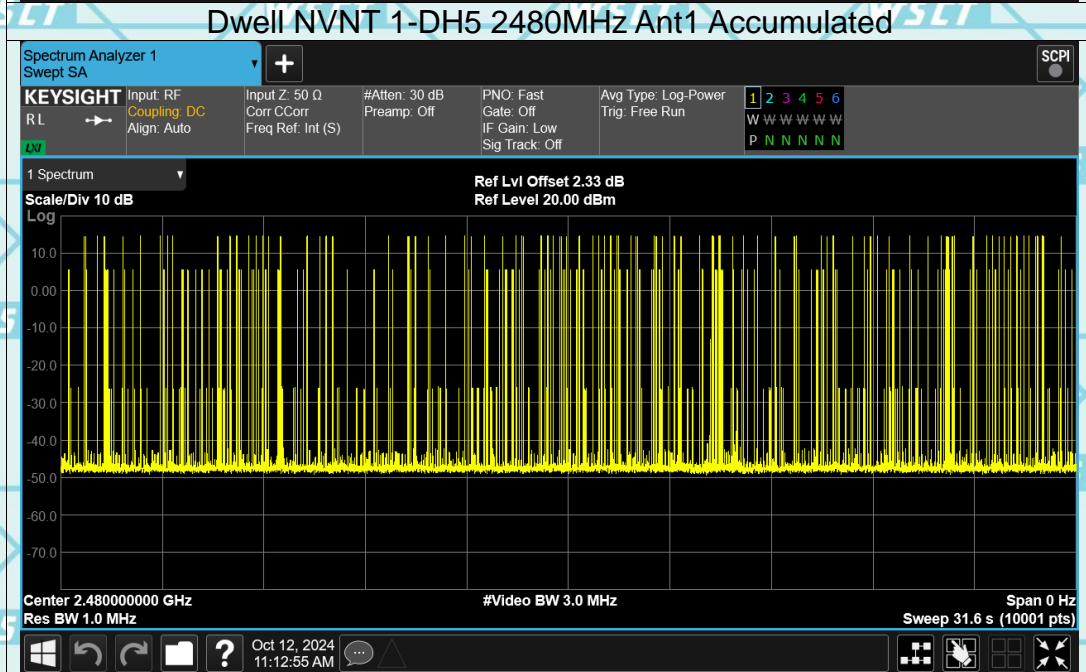 Dwell NVNT 1-DH5 2480MHz Ant1 Accumulated
Spectrum Analyzer 1
Swept SA
+
SCPI
KEYSIGHT
R L
LXI
Input: RF
Coupling: DC
Align: Auto
Input Z: 50 Ω
Corr CCorr
Freq Ref: Int (S)
#Atten: 30 dB
Preamp: Off
PNO: Fast
Gate: Off
IF Gain: Low
Sig Track: Off
Avg Type: Log-Power
Trig: Free Run
1 2 3 4 5 6
W W W W W W
P N N N N N
1 Spectrum
Scale/Div 10 dB
Ref Lvl Offset 2.33 dB
Ref Level 20.00 dBm
Log
10.0
0.00
-10.0
-20.0
-30.0
-40.0
-50.0
-60.0
-70.0
Center 2.480000000 GHz
#Video BW 3.0 MHz
Span 0 Hz
Res BW 1.0 MHz
Sweep 31.6 s (10001 pts)
?
Oct 12, 2024
11:12:55 AM